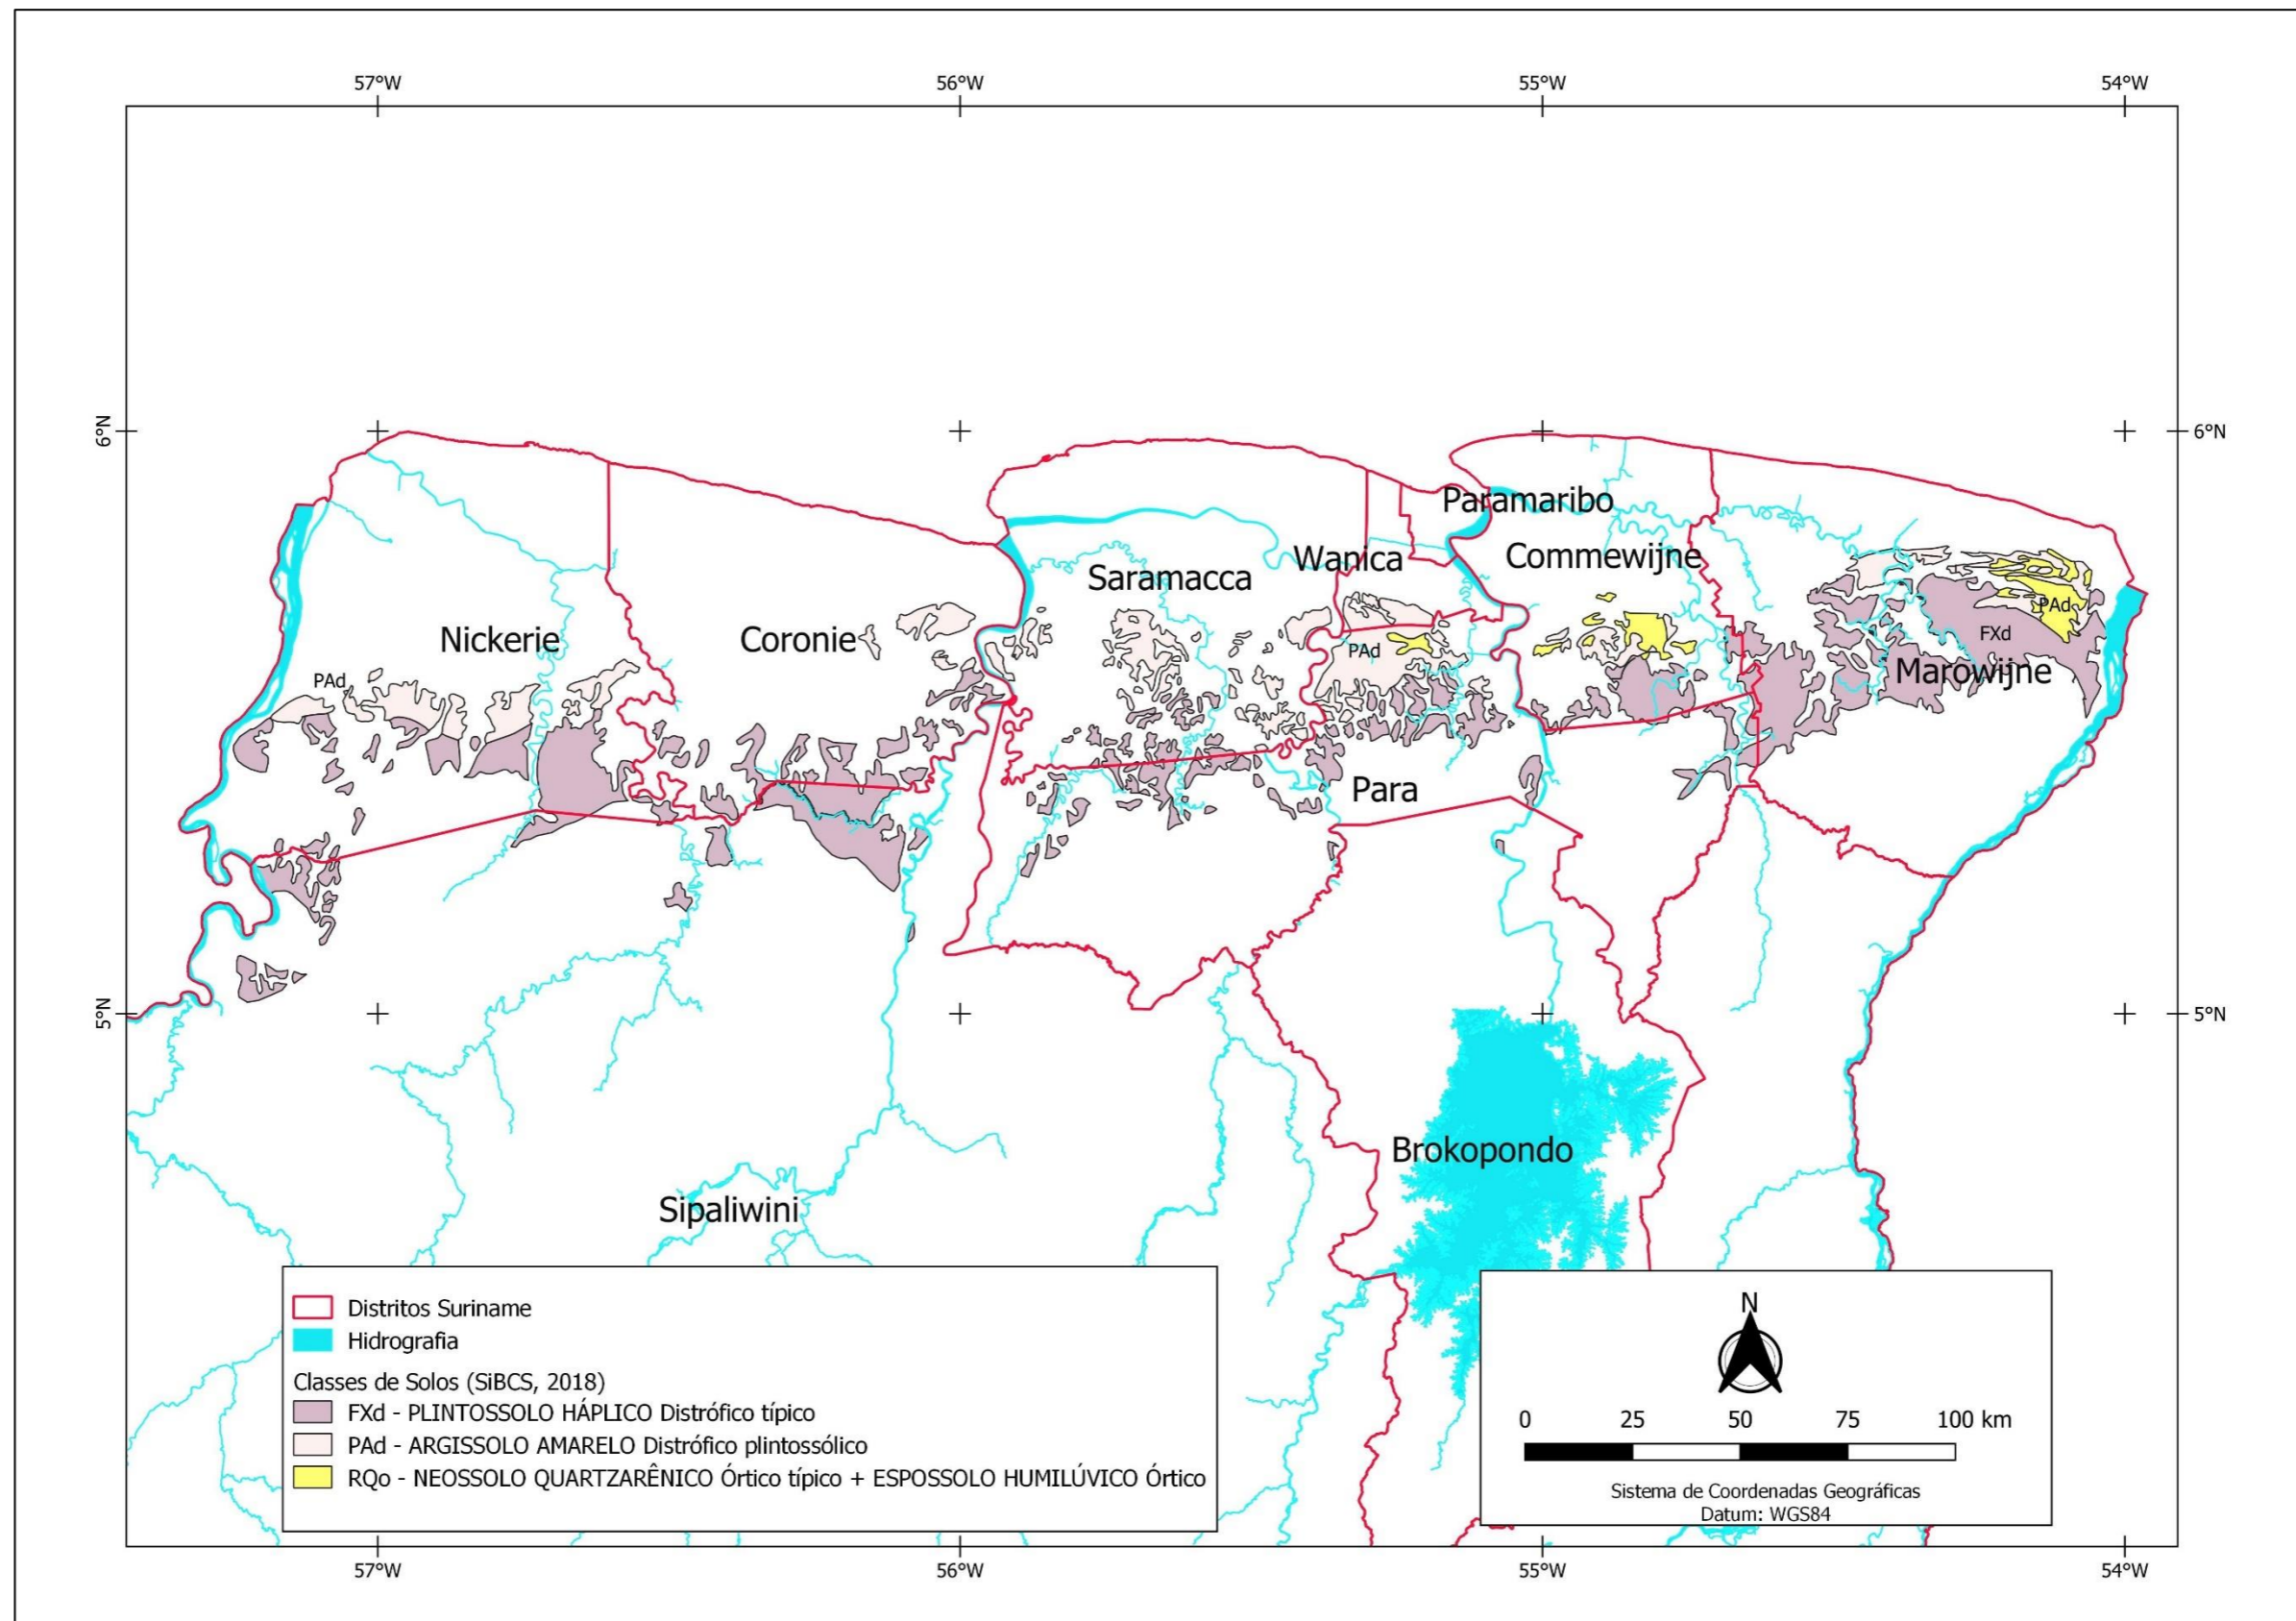 57°W
56°W
55°W
54°W
6°N
6°N
Paramaribo
Wanica
Commewijne
Saramacca
Nickerie
Coronie
PAd
PAd
FXd
PAd
Marowijne
Para
5°N
5°N
Brokopondo
Sipaliwini
Distritos Suriname
Hidrografia
Classes de Solos (SiBCS, 2018)
FXd - PLINTOSSOLO HÁPLICO Distrófico típico
PAd - ARGISSOLO AMARELO Distrófico plintossólico
RQo - NEOSSOLO QUARTZARÊNICO Órtico típico + ESPOSSOLO HUMILÚVICO Órtico
N
0 25 50 75 100 km
Sistema de Coordenadas Geográficas
Datum: WGS84
57°W
56°W
55°W
54°W